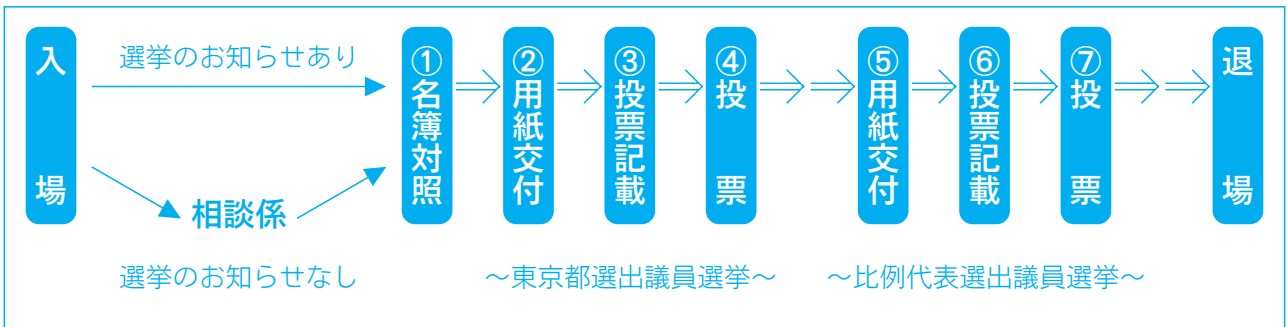 入場
選挙のお知らせあり
相談係
選挙のお知らせなし
①名簿対照
②用紙交付
③投票記載
④投票
～東京都選出議員選挙～
⑤用紙交付
⑥投票記載
⑦投票
～比例代表選出議員選挙～
退場